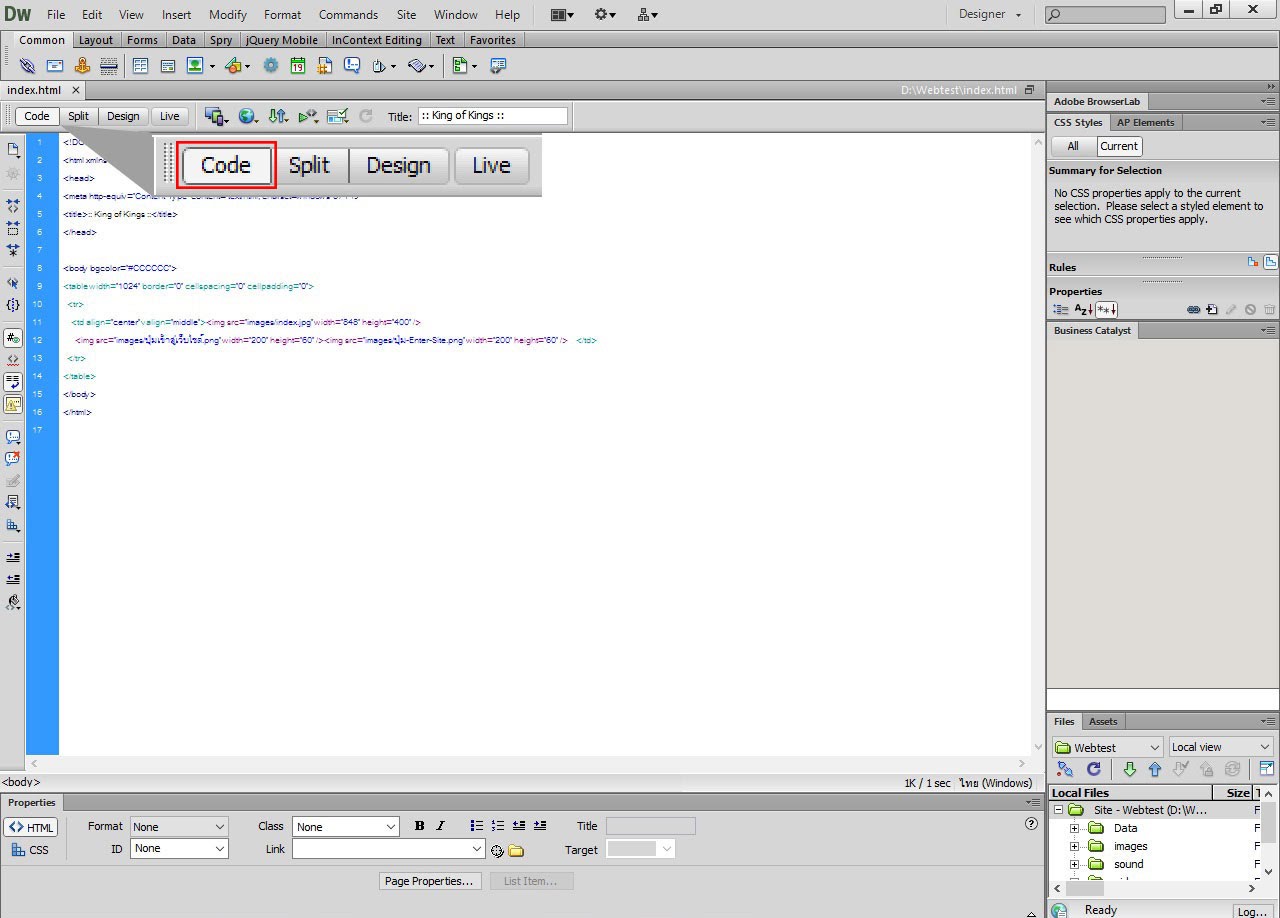 Dw File Edit View Insert Modify Format Commands Site Window Help Designer
Common Layout Forms Data Spry jQuery Mobile InContext Editing Text Favorites
19
index.html × D:\Webtest\index.html
Code Split Design Live Title: :: King of Kings ::
Code Split Design Live
1 <!DO
2 <html xmlns
3 <head>
4 <meta http-equiv="Content-Type"
5 <title>:: King of Kings ::</title>
6 </head>
7
8 <body bgcolor="#CCCCCC">
9 <table width="1024" border="0" cellspacing="0" cellpadding="0">
10 <tr>
11 <td align="center" valign="middle"><img src="images/index.jpg" width="848" height="400" />
12 <img src="images/ปุ่มเข้าสู่เว็บไซต์.png" width="200" height="60" /><img src="images/ปุ่ม-Enter-Site.png" width="200" height="60" /> </td>
13 </tr>
14 </table>
15 </body>
16 </html>
17
<body> 1K / 1 sec ไทย (Windows)
Properties
<> HTML Format None Class None B I Title
CSS ID None Link Target
Page Properties... List Item...
Adobe BrowserLab
CSS Styles AP Elements
All Current
Summary for Selection
No CSS properties apply to the current
selection. Please select a styled element to
see which CSS properties apply.
Rules
Properties
Az↓ **↓
Business Catalyst
Files Assets
Webtest Local view
Local Files Size T
Site - Webtest (D:\W... F
Data F
images F
sound F
Ready Log...